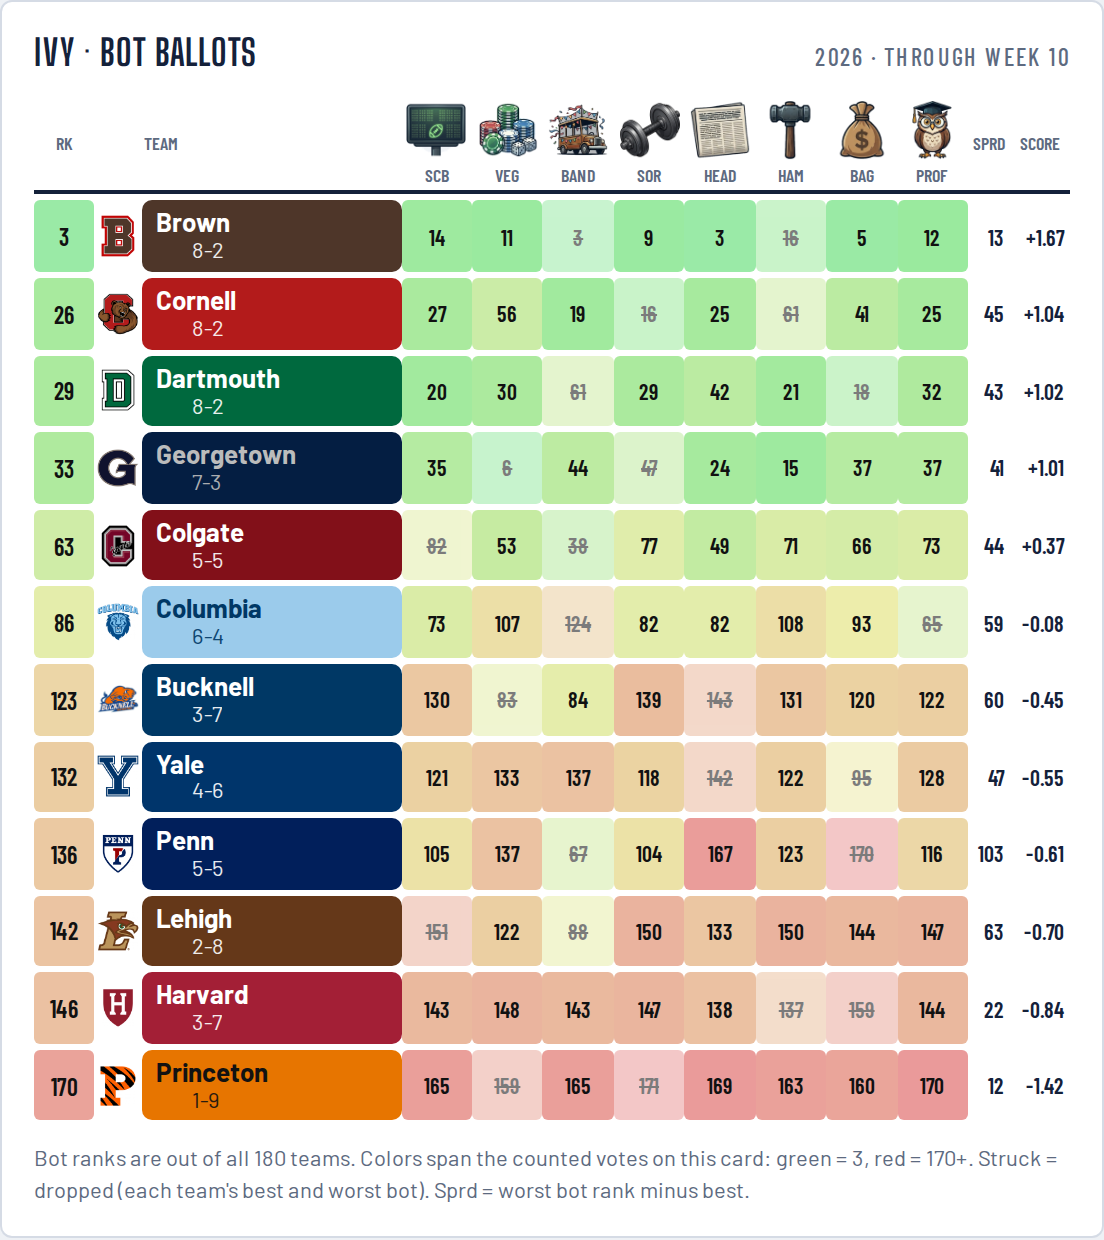 IVY · BOT BALLOTS
2026 · THROUGH WEEK 10
RK TEAM SCB VEG BAND SOR HEAD HAM BAG PROF SPRD SCORE
3 B Brown 14 11 3 9 3 16 5 12 13 +1.67
8-2
26 C Cornell 27 56 19 16 25 61 41 25 45 +1.04
8-2
29 D Dartmouth 20 30 61 29 42 21 18 32 43 +1.02
8-2
33 G Georgetown 35 6 44 47 24 15 37 37 41 +1.01
7-3
63 C Colgate 82 53 38 77 49 71 66 73 44 +0.37
5-5
86 COLUMBIA Columbia 73 107 124 82 82 108 93 65 59 -0.08
6-4
123 BUCKNELL Bucknell 130 83 84 139 143 131 120 122 60 -0.45
3-7
132 Y Yale 121 133 137 118 142 122 95 128 47 -0.55
4-6
136 PENN P Penn 105 137 67 104 167 123 170 116 103 -0.61
5-5
142 L Lehigh 151 122 88 150 133 150 144 147 63 -0.70
2-8
146 H Harvard 143 148 143 147 138 137 159 144 22 -0.84
3-7
170 P Princeton 165 159 165 171 169 163 160 170 12 -1.42
1-9
Bot ranks are out of all 180 teams. Colors span the counted votes on this card: green = 3, red = 170+. Struck =
dropped (each team's best and worst bot). Sprd = worst bot rank minus best.